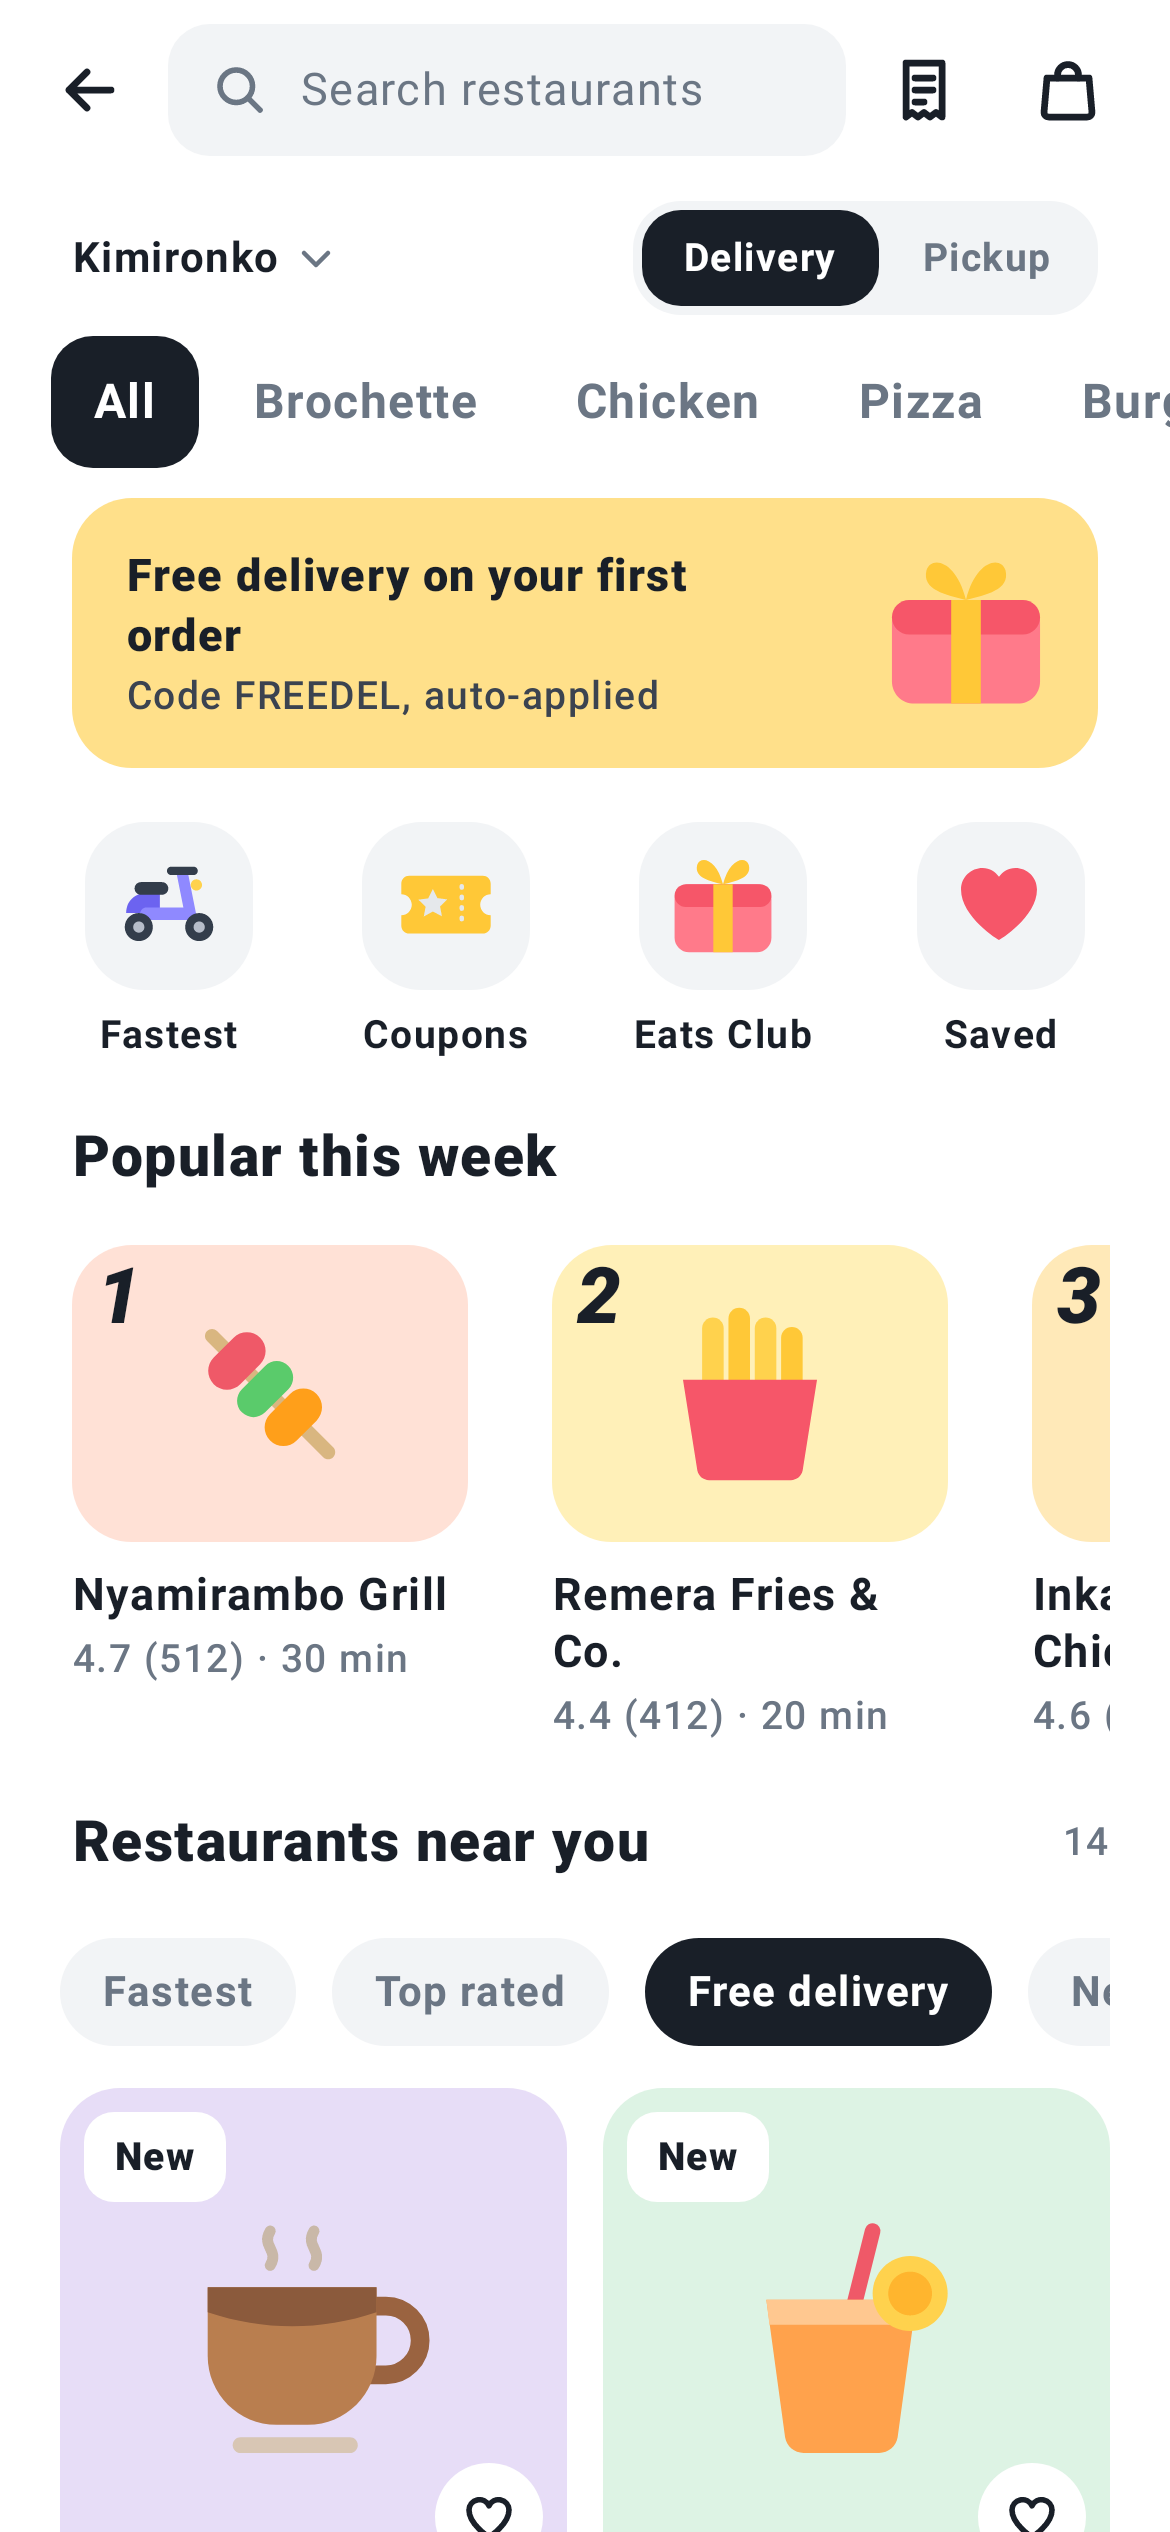 Search restaurants
Kimironko
Delivery
Pickup
All
Brochette
Chicken
Pizza
Free delivery on your first
order
Code FREEDEL, auto-applied
Fastest
Coupons
Eats Club
Saved
Popular this week
1
2
3
Nyamirambo Grill
4.7 (512) · 30 min
Remera Fries &
Co.
4.4 (412) · 20 min
4.6
Restaurants near you
14
Fastest
Top rated
Free delivery
New
New